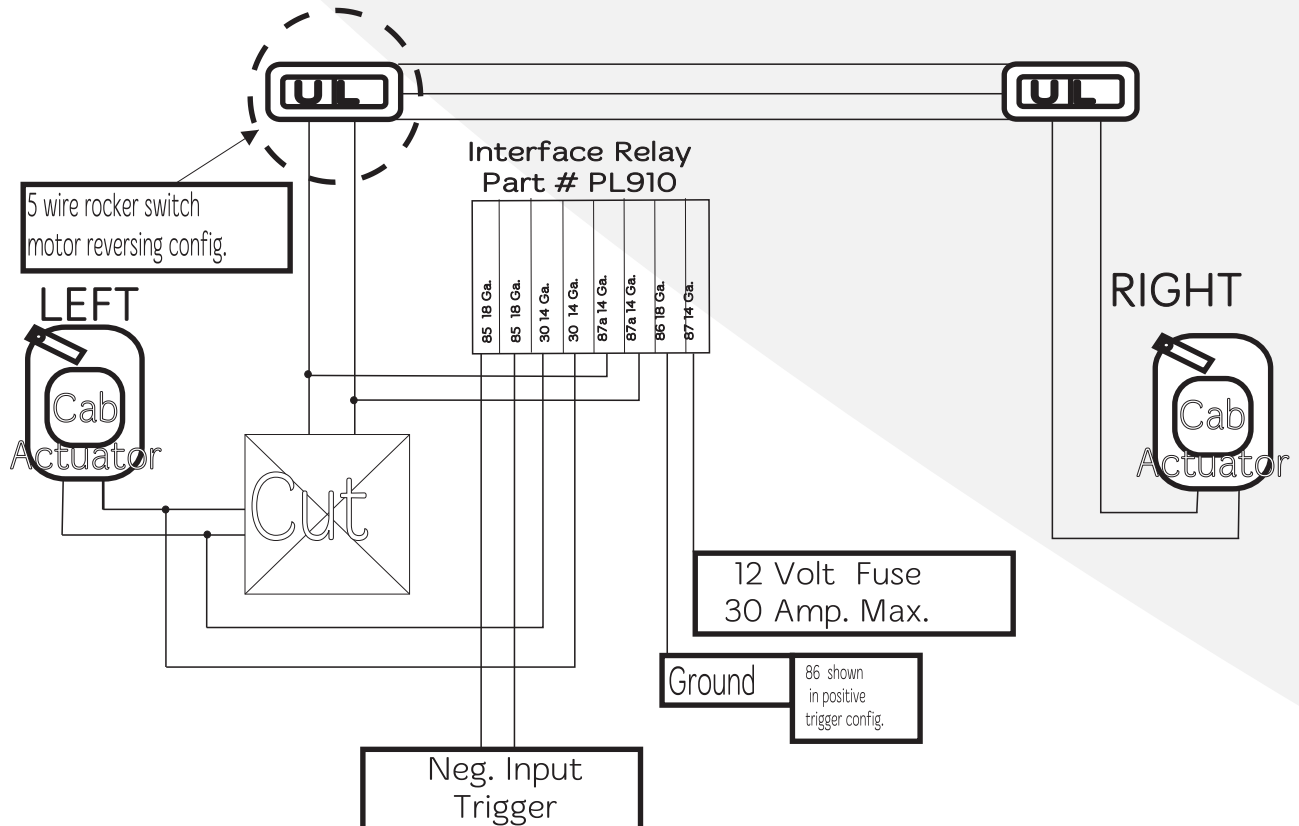 UL
UL
Interface Relay
Part # PL910
5 wire rocker switch
motor reversing config.
85 18 Ga.
85 18 Ga.
30 14 Ga.
30 14 Ga.
87a 14 Ga.
87a 14 Ga.
86 18 Ga.
87 14 Ga.
LEFT
Cab
Actuator
RIGHT
Cab
Actuator
Cut
12 Volt Fuse
30 Amp. Max.
Ground
86 shown
in positive
trigger config.
Neg. Input
Trigger